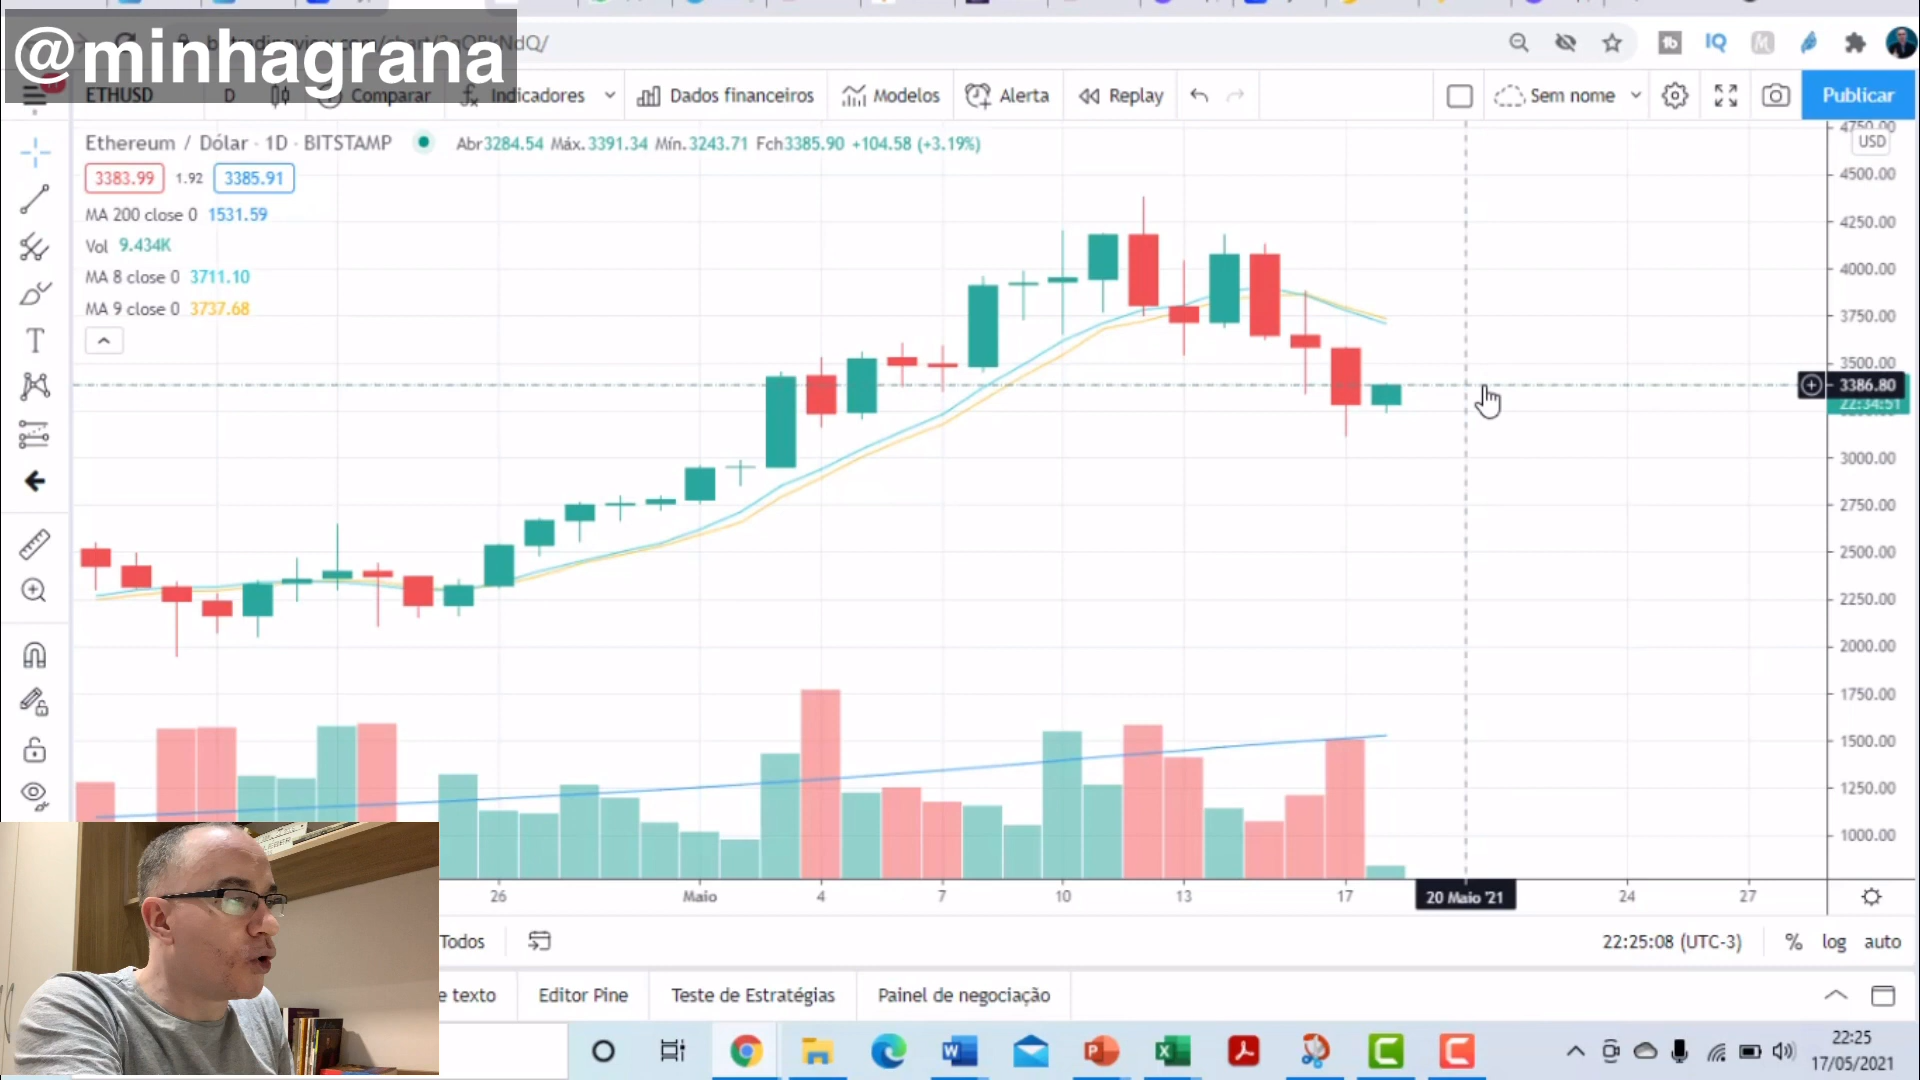 @minhagrana
ETHUSD D Comparar Indicadores Dados financeiros Modelos Alerta Replay Sem nome Publicar
Ethereum / Dólar · 1D · BITSTAMP Abr3284.54 Máx.3391.34 Mín.3243.71 Fch3385.90 +104.58 (+3.19%)
3383.99 1.92 3385.91
MA 200 close 0 1531.59
Vol 9.434K
MA 8 close 0 3711.10
MA 9 close 0 3737.68
4750.00
USD
4500.00
4250.00
4000.00
3750.00
3500.00
3386.80
22:34:51
3000.00
2750.00
2500.00
2250.00
2000.00
1750.00
1500.00
1250.00
1000.00
26 Maio 4 7 10 13 17 20 Maio '21 24 27
Todos 22:25:08 (UTC-3) % log auto
e texto Editor Pine Teste de Estratégias Painel de negociação
22:25
17/05/2021